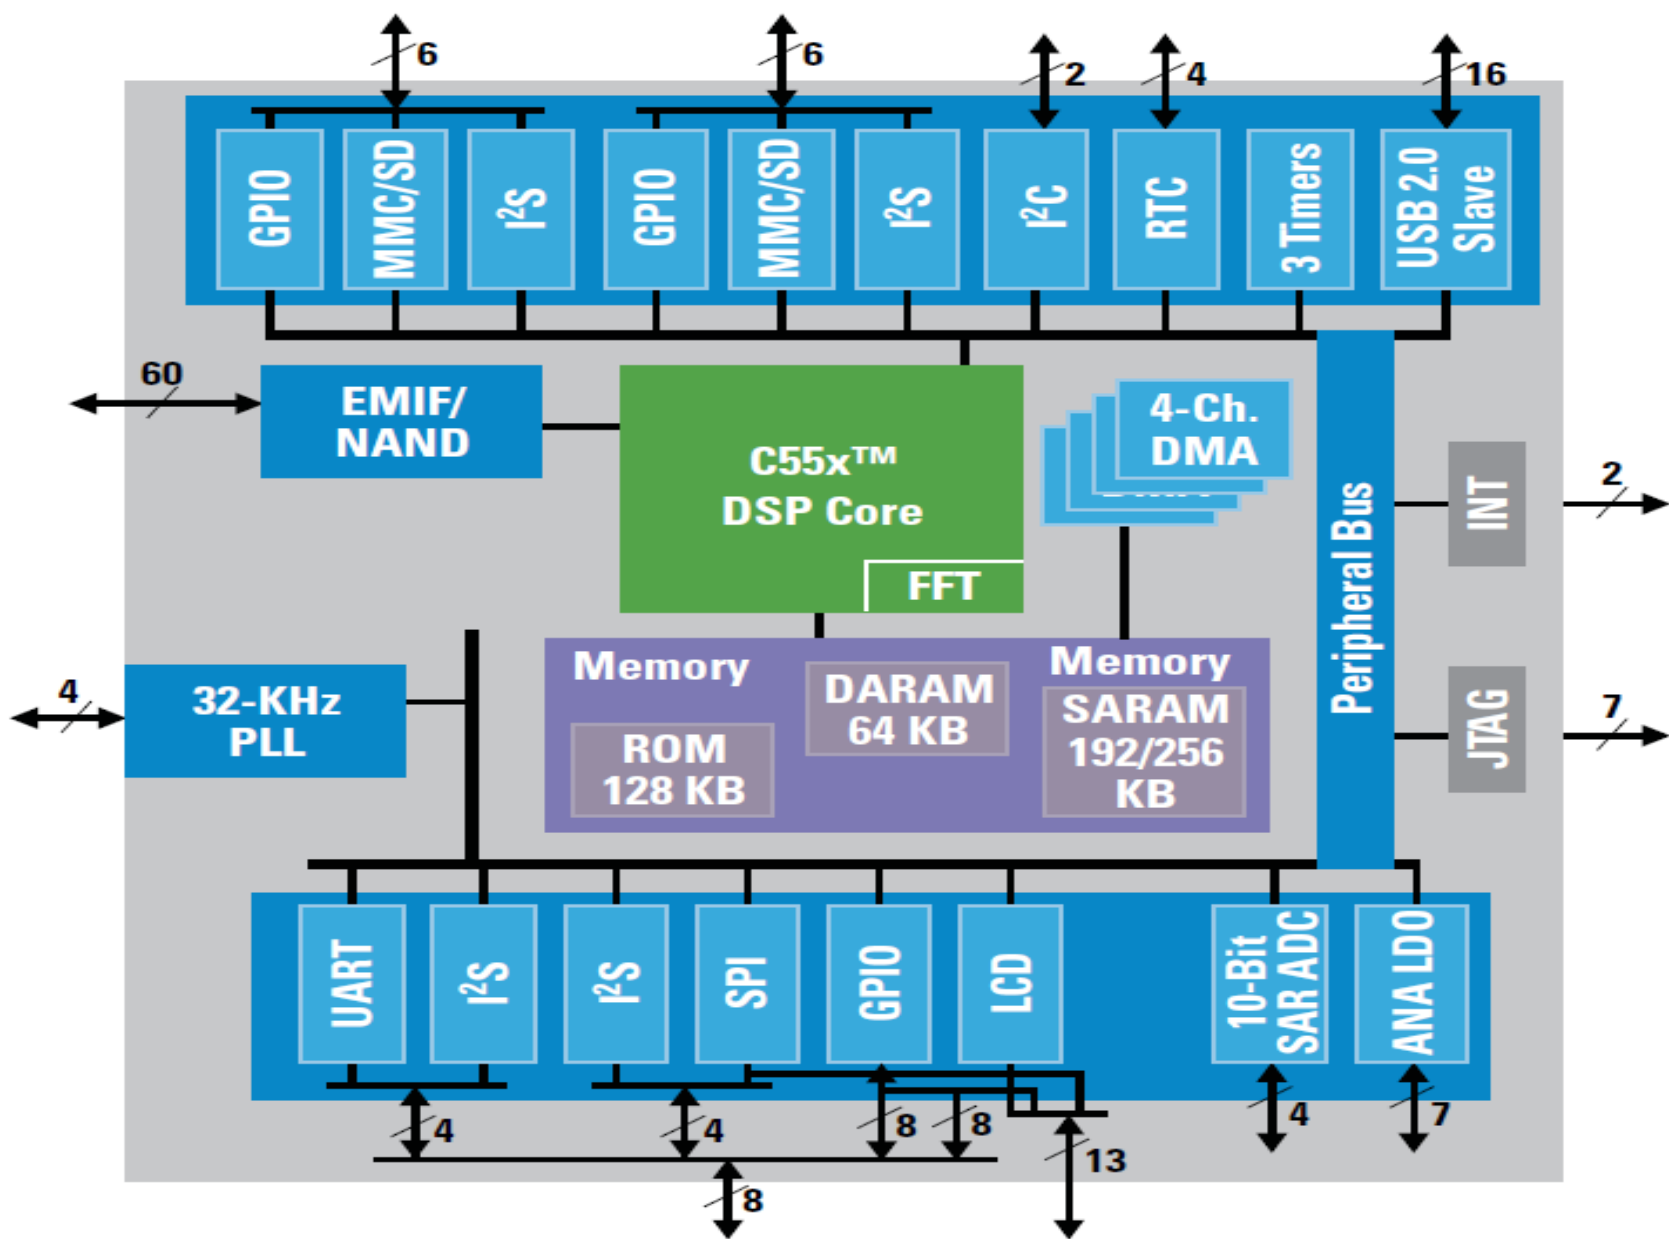 6
6
2
4
16
GPIO
MMC/SD
I²S
GPIO
MMC/SD
I²S
I²C
RTC
3 Timers
USB 2.0
Slave
60
EMIF/
NAND
C55x™
DSP Core
FFT
4-Ch.
DMA
Peripheral Bus
INT
2
4
32-KHz
PLL
Memory
ROM
128 KB
DARAM
64 KB
Memory
SARAM
192/256
KB
JTAG
7
UART
I²S
I²S
SPI
GPIO
LCD
10-Bit
SAR ADC
ANA LDO
4
4
8
8
13
4
7
8